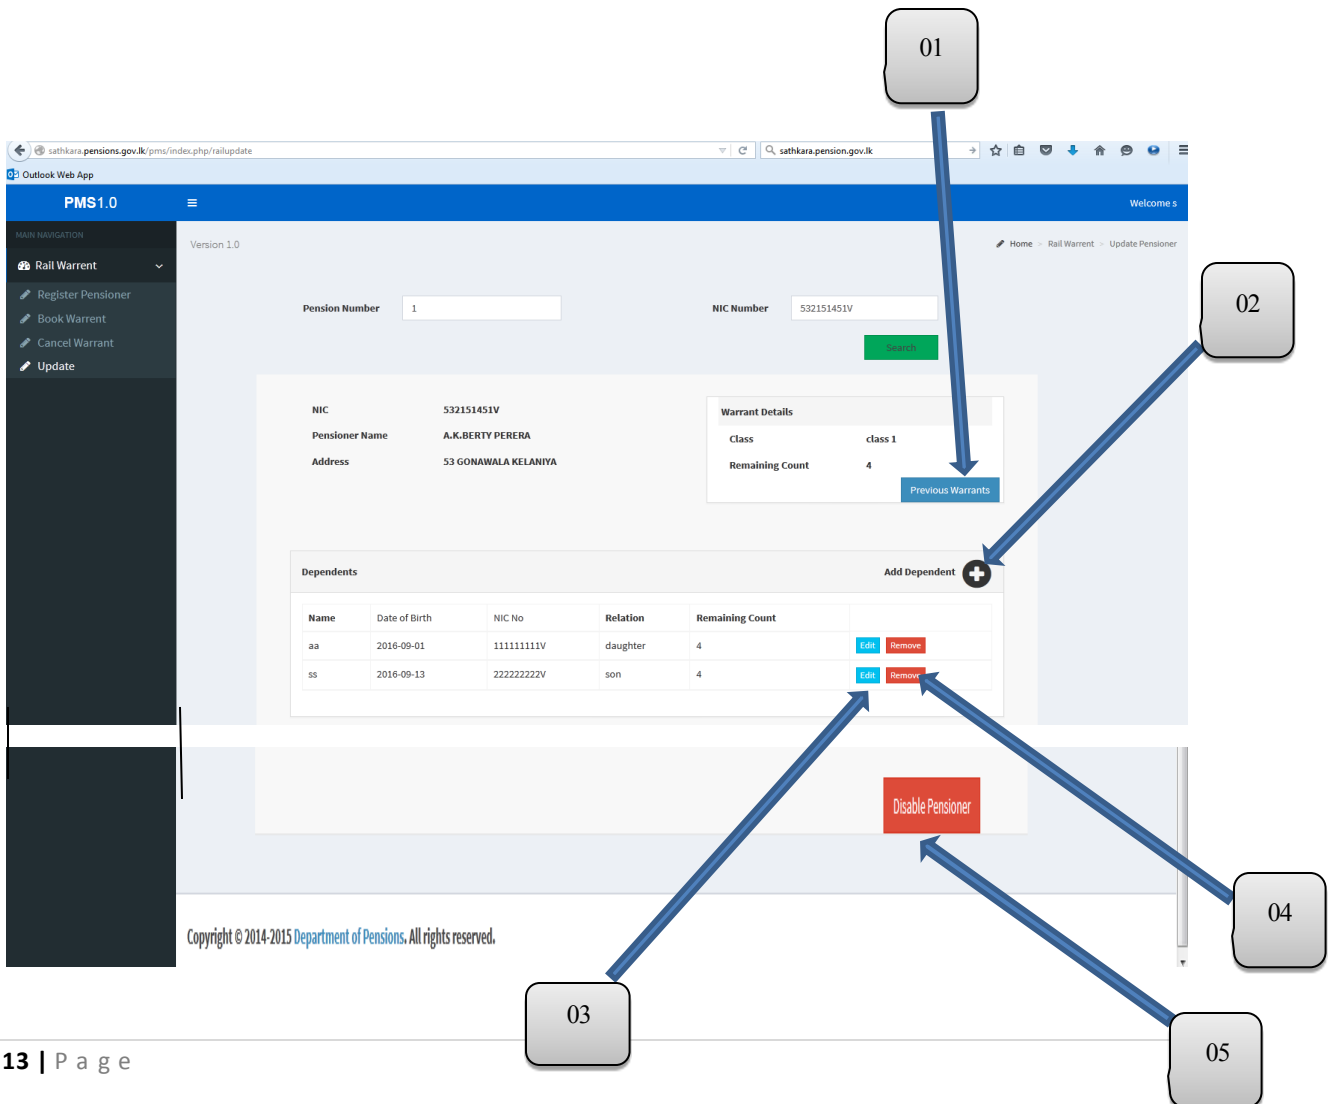 01
sathkara.pensions.gov.lk/pms/index.php/railupdate
sathkara.pension.gov.lk
Outlook Web App
PMS1.0
Welcome s
MAIN NAVIGATION
Version 1.0
Home > Rail Warrent > Update Pensioner
Rail Warrent
Register Pensioner
Book Warrent
Cancel Warrant
Update
02
Pension Number 1 NIC Number 532151451V
Search
NIC 532151451V
Pensioner Name A.K.BERTY PERERA
Address 53 GONAWALA KELANIYA
Warrant Details
Class class 1
Remaining Count 4
Previous Warrants
Dependents Add Dependent
Name Date of Birth NIC No Relation Remaining Count
aa 2016-09-01 111111111V daughter 4 Edit Remove
ss 2016-09-13 222222222V son 4 Edit Remove
Disable Pensioner
04
Copyright © 2014-2015 Department of Pensions. All rights reserved.
03
05
13 | Page